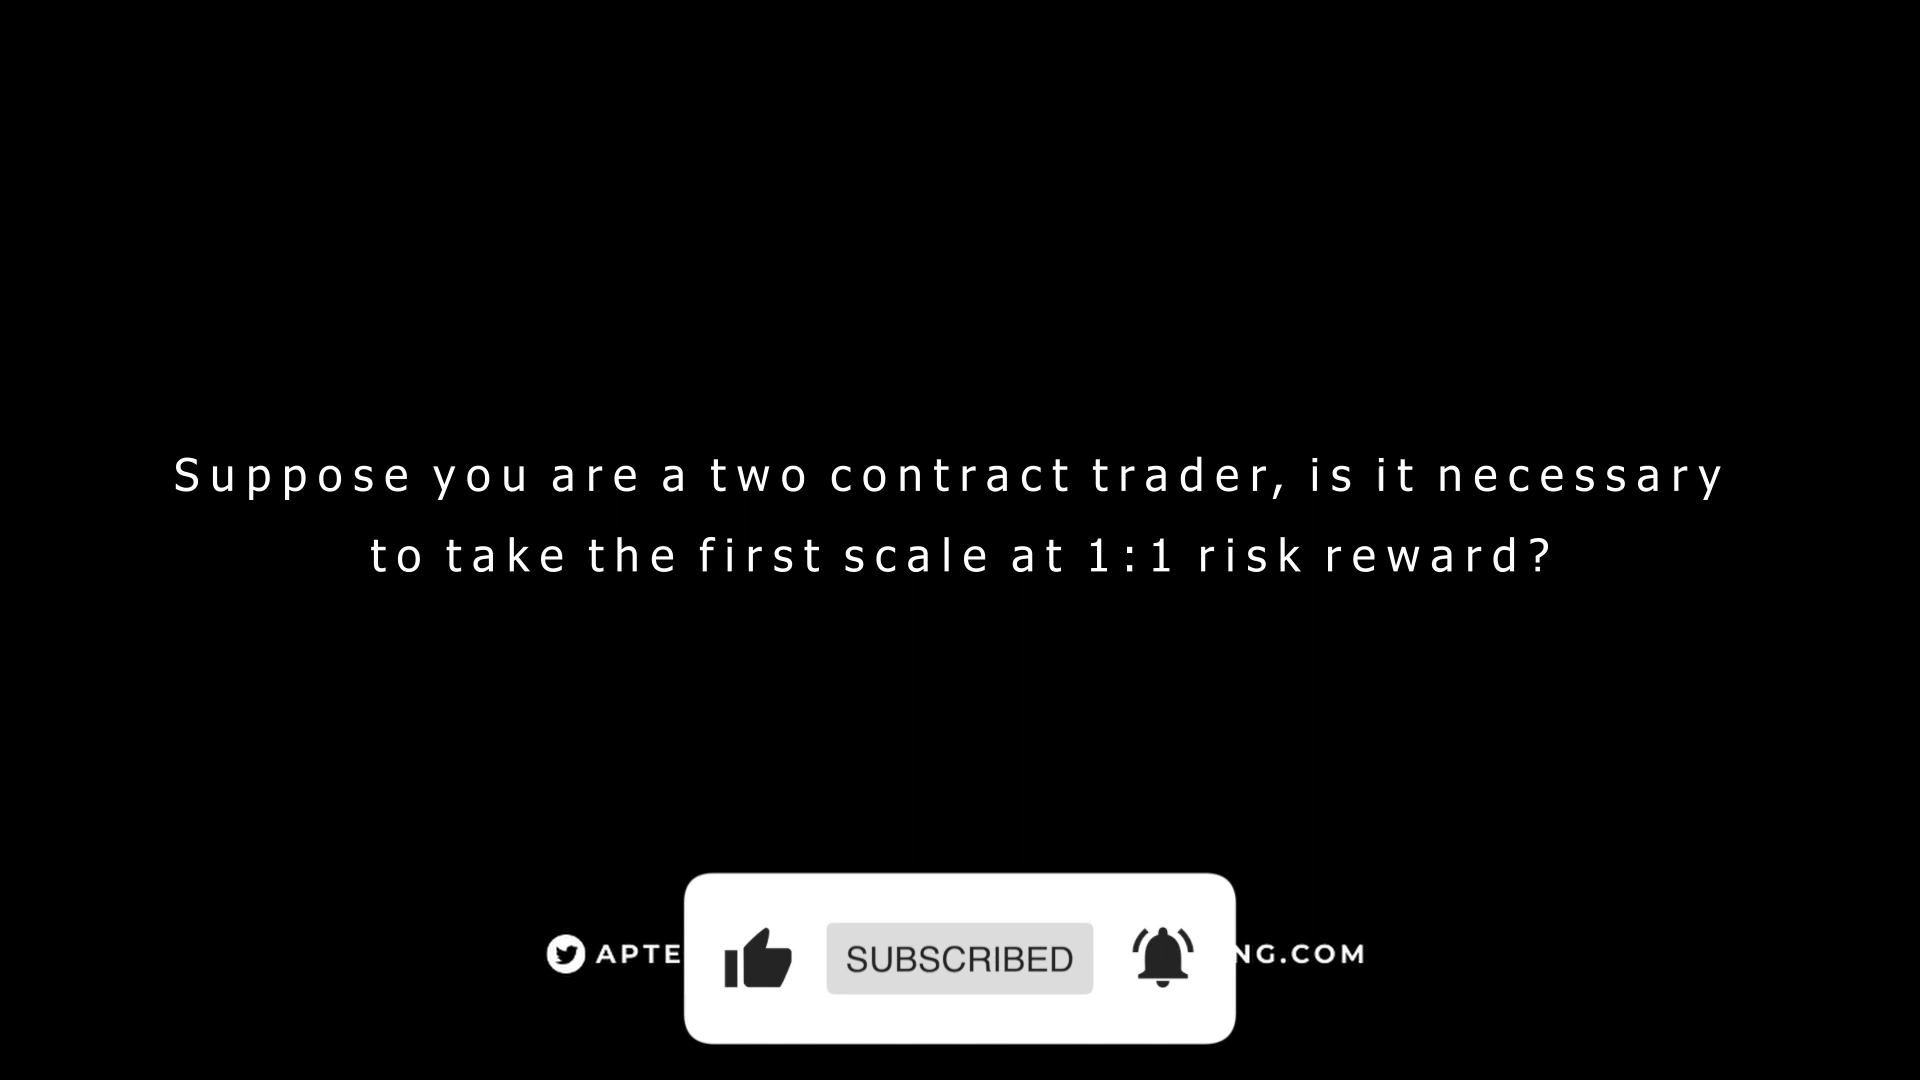 Suppose you are a two contract trader, is it necessary
to take the first scale at 1:1 risk reward?
APTE SUBSCRIBED NG.COM